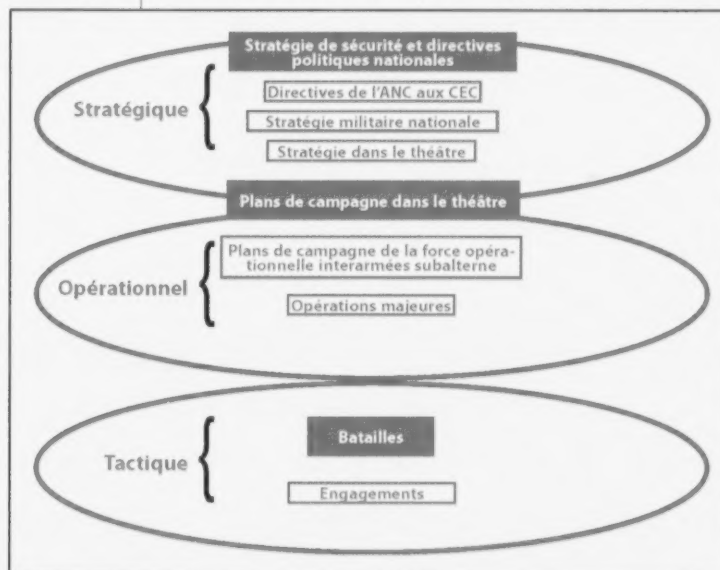 Stratégie de sécurité et directives
politiques nationales
Stratégique
Directives de l'ANC aux CEC
Stratégie militaire nationale
Stratégie dans le théâtre
Plans de campagne dans le théâtre
Opérationnel
Plans de campagne de la force opéra-
tionnelle interarmées subalterne
Opérations majeures
Tactique
Batailles
Engagements